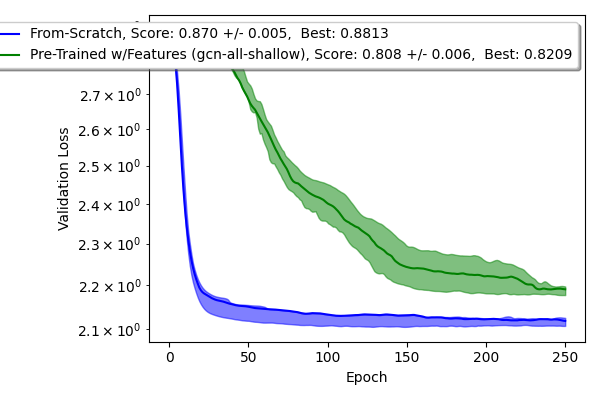 From-Scratch, Score: 0.870 +/- 0.005,  Best: 0.8813
Pre-Trained w/Features (gcn-all-shallow), Score: 0.808 +/- 0.006,  Best: 0.8209
2.7 × 10⁰
2.6 × 10⁰
2.5 × 10⁰
2.4 × 10⁰
2.3 × 10⁰
2.2 × 10⁰
2.1 × 10⁰
Validation Loss
0 50 100 150 200 250
Epoch